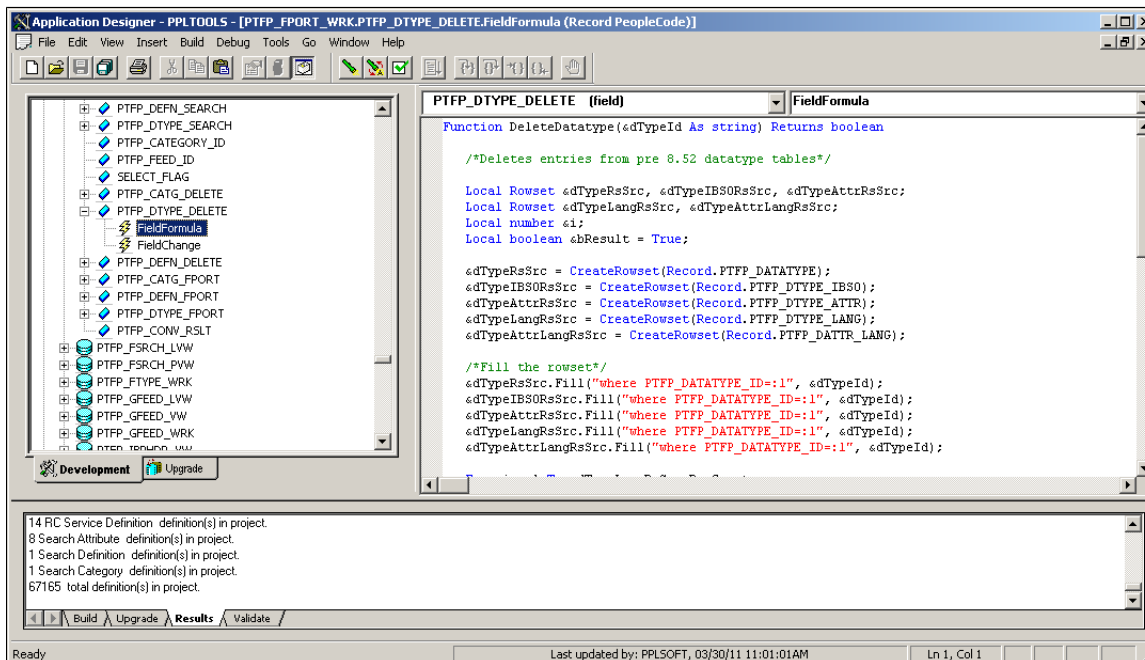 Application Designer - PPLTOOLS - [PTFP_FPORT_WRK.PTFP_DTYPE_DELETE.FieldFormula (Record PeopleCode)]
File Edit View Insert Build Debug Tools Go Window Help
PTFP_DEFN_SEARCH
PTFP_DTYPE_SEARCH
PTFP_CATEGORY_ID
PTFP_FEED_ID
SELECT_FLAG
PTFP_CATG_DELETE
PTFP_DTYPE_DELETE
FieldFormula
FieldChange
PTFP_DEFN_DELETE
PTFP_CATG_FPORT
PTFP_DEFN_FPORT
PTFP_DTYPE_FPORT
PTFP_CONV_RSLT
PTFP_FSRCH_LVW
PTFP_FSRCH_PVW
PTFP_FTYPE_WRK
PTFP_GFEED_LVW
PTFP_GFEED_VW
PTFP_GFEED_WRK
Development Upgrade
PTFP_DTYPE_DELETE (field) FieldFormula
Function DeleteDatatype(&dTypeId As string) Returns boolean
/*Deletes entries from pre 8.52 datatype tables*/
Local Rowset &dTypeRsSrc, &dTypeIBSORsSrc, &dTypeAttrRsSrc;
Local Rowset &dTypeLangRsSrc, &dTypeAttrLangRsSrc;
Local number &i;
Local boolean &bResult = True;
&dTypeRsSrc = CreateRowset(Record.PTFP_DATATYPE);
&dTypeIBSORsSrc = CreateRowset(Record.PTFP_DTYPE_IBSO);
&dTypeAttrRsSrc = CreateRowset(Record.PTFP_DTYPE_ATTR);
&dTypeLangRsSrc = CreateRowset(Record.PTFP_DTYPE_LANG);
&dTypeAttrLangRsSrc = CreateRowset(Record.PTFP_DATTR_LANG);
/*Fill the rowset*/
&dTypeRsSrc.Fill("where PTFP_DATATYPE_ID=:1", &dTypeId);
&dTypeIBSORsSrc.Fill("where PTFP_DATATYPE_ID=:1", &dTypeId);
&dTypeAttrRsSrc.Fill("where PTFP_DATATYPE_ID=:1", &dTypeId);
&dTypeLangRsSrc.Fill("where PTFP_DATATYPE_ID=:1", &dTypeId);
&dTypeAttrLangRsSrc.Fill("where PTFP_DATATYPE_ID=:1", &dTypeId);
14 RC Service Definition definition(s) in project.
8 Search Attribute definition(s) in project.
1 Search Definition definition(s) in project.
1 Search Category definition(s) in project.
67165 total definition(s) in project.
Build Upgrade Results Validate
Ready Last updated by: PPLSOFT, 03/30/11 11:01:01AM Ln 1, Col 1